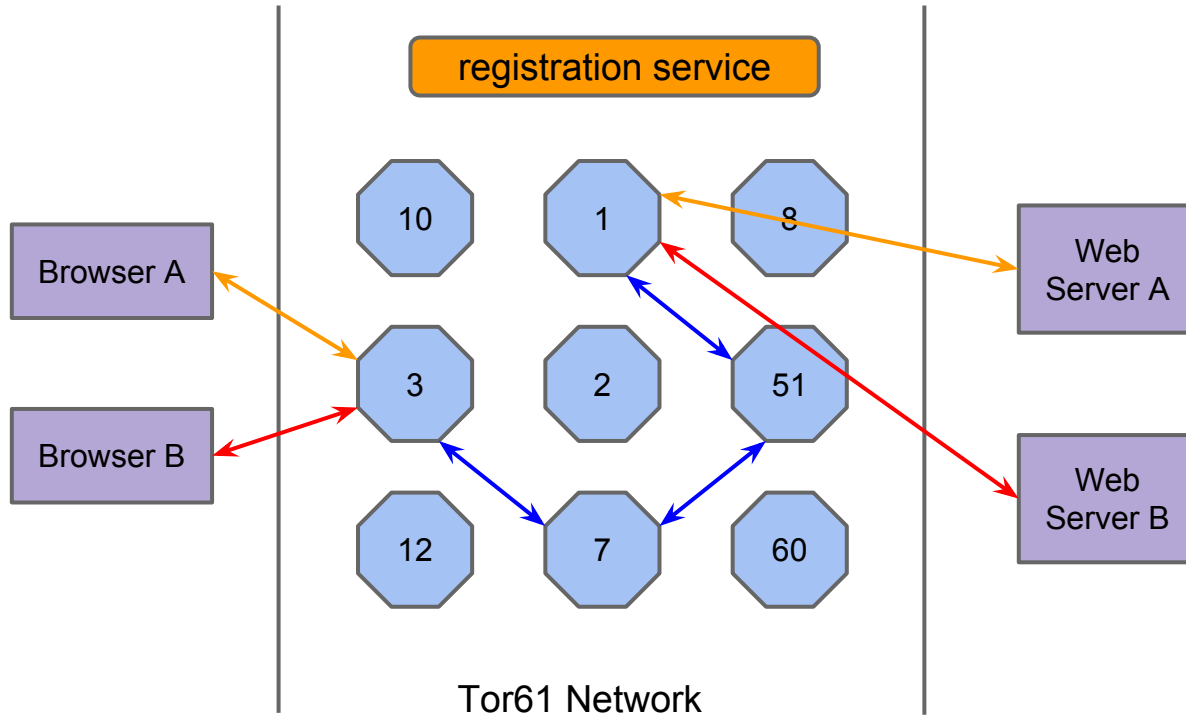 registration service
10
1
8
Browser A
Web
Server A
3
2
51
Browser B
Web
Server B
12
7
60
Tor61 Network